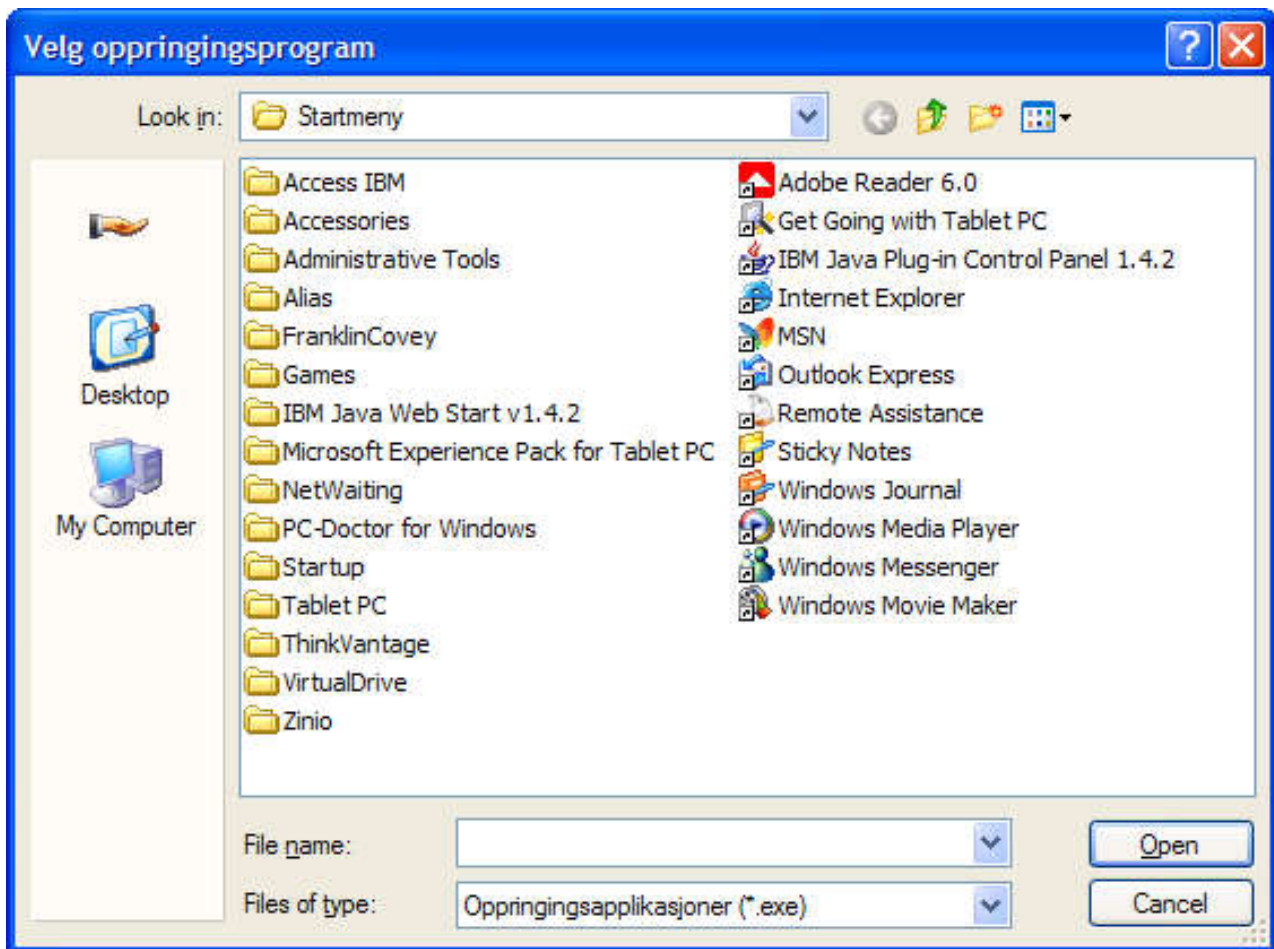 Velg oppringingsprogram
Look in: Startmeny
Desktop
My Computer
Access IBM
Accessories
Administrative Tools
Alias
FranklinCovey
Games
IBM Java Web Start v1.4.2
Microsoft Experience Pack for Tablet PC
NetWaiting
PC-Doctor for Windows
Startup
Tablet PC
ThinkVantage
VirtualDrive
Zinio
Adobe Reader 6.0
Get Going with Tablet PC
IBM Java Plug-in Control Panel 1.4.2
Internet Explorer
MSN
Outlook Express
Remote Assistance
Sticky Notes
Windows Journal
Windows Media Player
Windows Messenger
Windows Movie Maker
File name:
Open
Files of type: Oppringingsapplikasjoner (*.exe)
Cancel